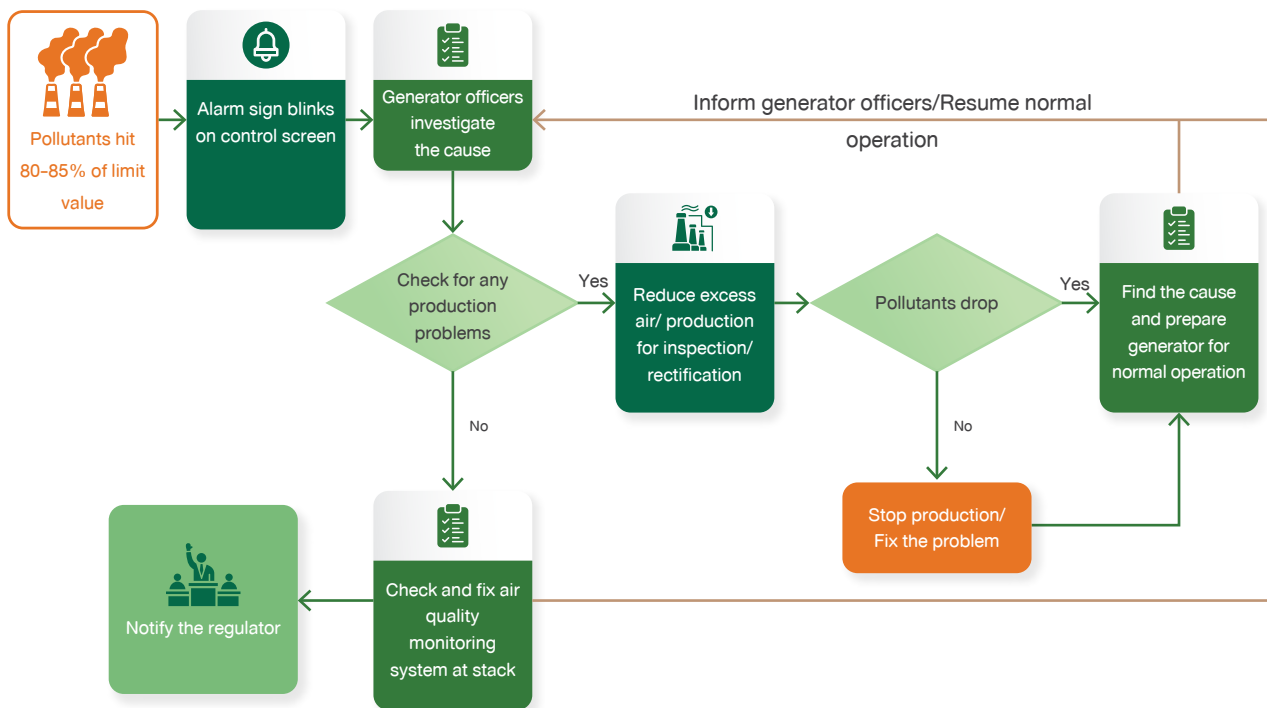 Pollutants hit
80-85% of limit
value
Alarm sign blinks
on control screen
Generator officers
investigate
the cause
Inform generator officers/Resume normal
operation
Check for any
production
problems
Yes
Reduce excess
air/ production
for inspection/
rectification
Pollutants drop
Yes
Find the cause
and prepare
generator for
normal operation
No
No
Stop production/
Fix the problem
Check and fix air
quality
monitoring
system at stack
Notify the regulator